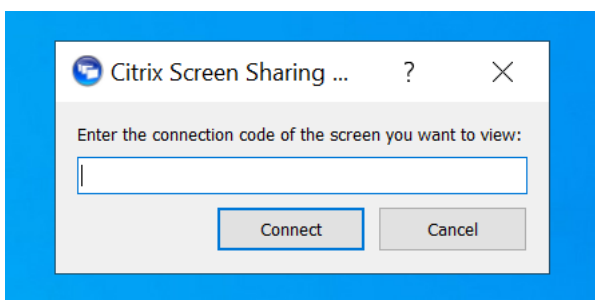 Citrix Screen Sharing ... ?
Enter the connection code of the screen you want to view:
Connect Cancel